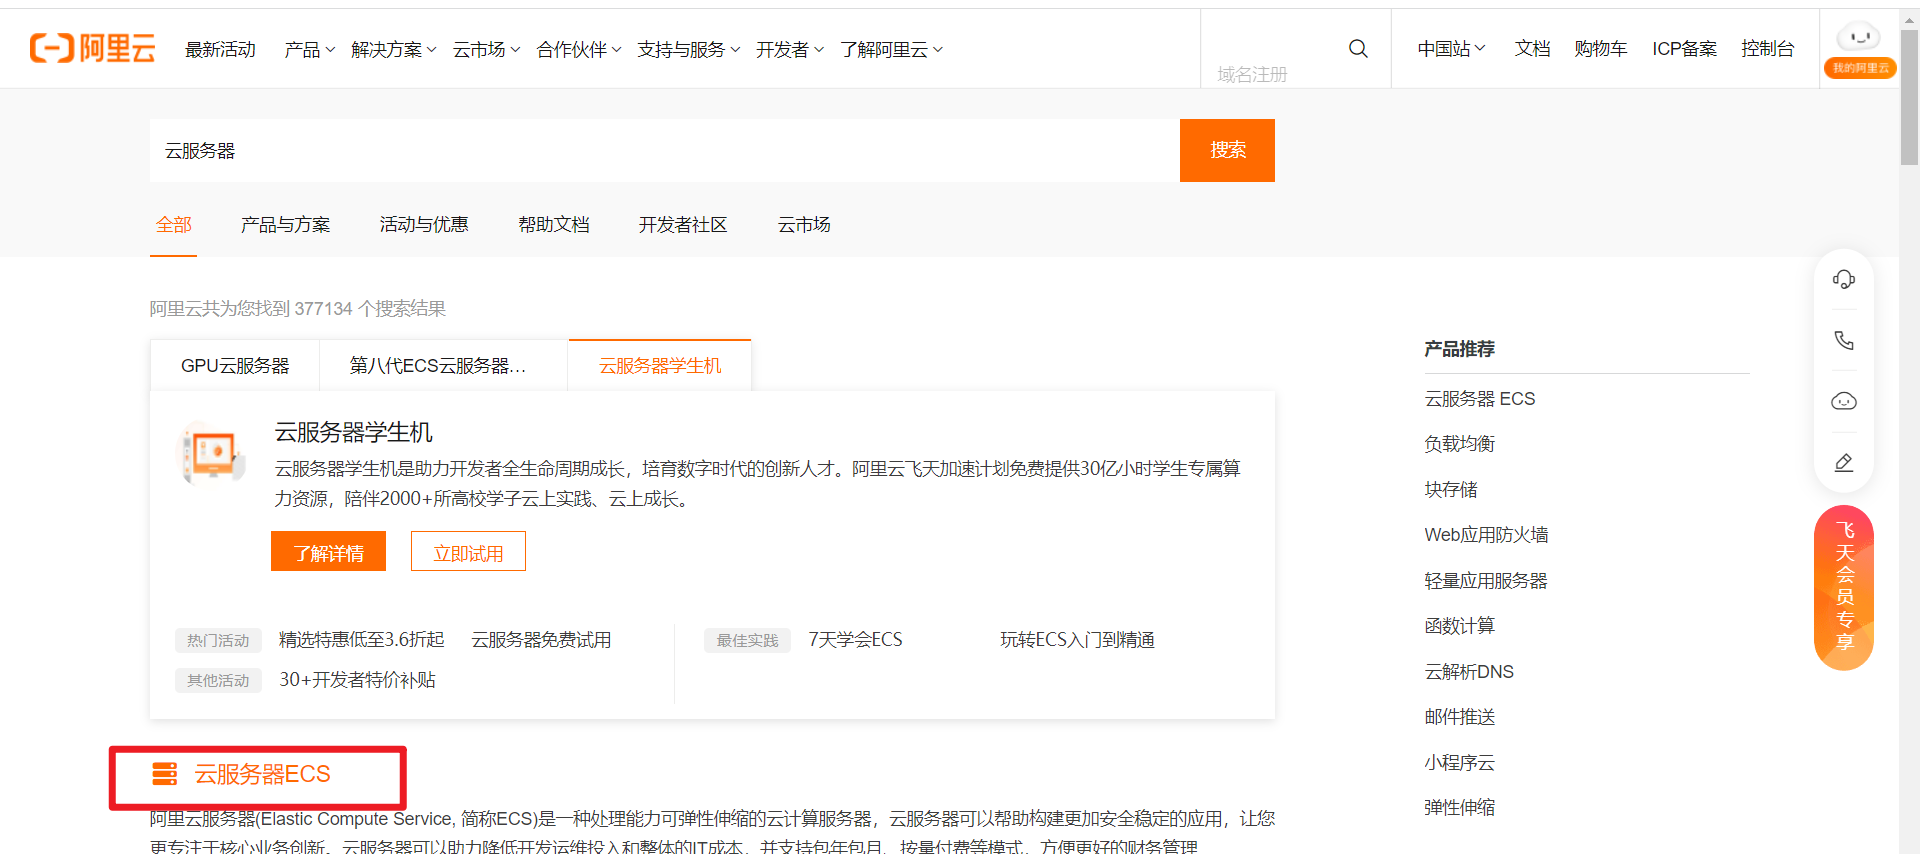 阿里云 最新活动 产品 解决方案 云市场 合作伙伴 支持与服务 开发者 了解阿里云 域名注册 中国站 文档 购物车 ICP备案 控制台
我的阿里云
云服务器 搜索
全部 产品与方案 活动与优惠 帮助文档 开发者社区 云市场
阿里云共为您找到 377134 个搜索结果
GPU云服务器 第八代ECS云服务器... 云服务器学生机
云服务器学生机
云服务器学生机是助力开发者全生命周期成长，培育数字时代的创新人才。阿里云飞天加速计划免费提供30亿小时学生专属算
力资源，陪伴2000+所高校学子云上实践、云上成长。
了解详情 立即试用
热门活动 精选特惠低至3.6折起 云服务器免费试用 最佳实践 7天学会ECS 玩转ECS入门到精通
其他活动 30+开发者特价补贴
云服务器ECS
阿里云服务器(Elastic Compute Service, 简称ECS)是一种处理能力可弹性伸缩的云计算服务器，云服务器可以帮助构建更加安全稳定的应用，让您
更专注于核心业务创新。云服务器可以助力降低开发运维投入和整体的IT成本，并支持包年包月、按量付费等模式，方便更好的财务管理
产品推荐
云服务器 ECS
负载均衡
块存储
Web应用防火墙
轻量应用服务器
函数计算
云解析DNS
邮件推送
小程序云
弹性伸缩
飞天会员专享